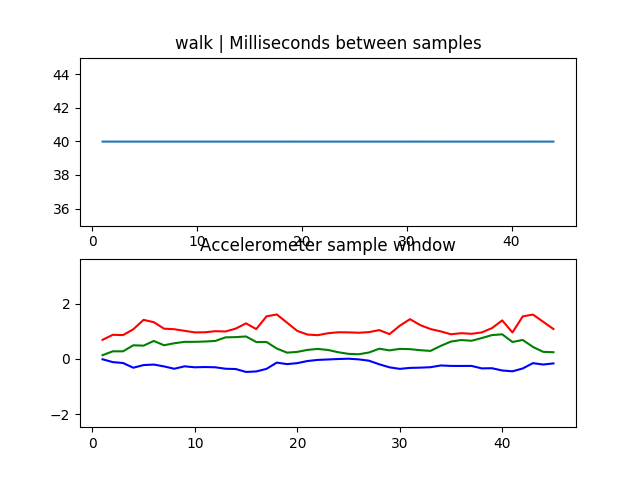 walk | Milliseconds between samples
44
42
40
38
36
0 10 20 30 40
Accelerometer sample window
2
0
−2
0 10 20 30 40